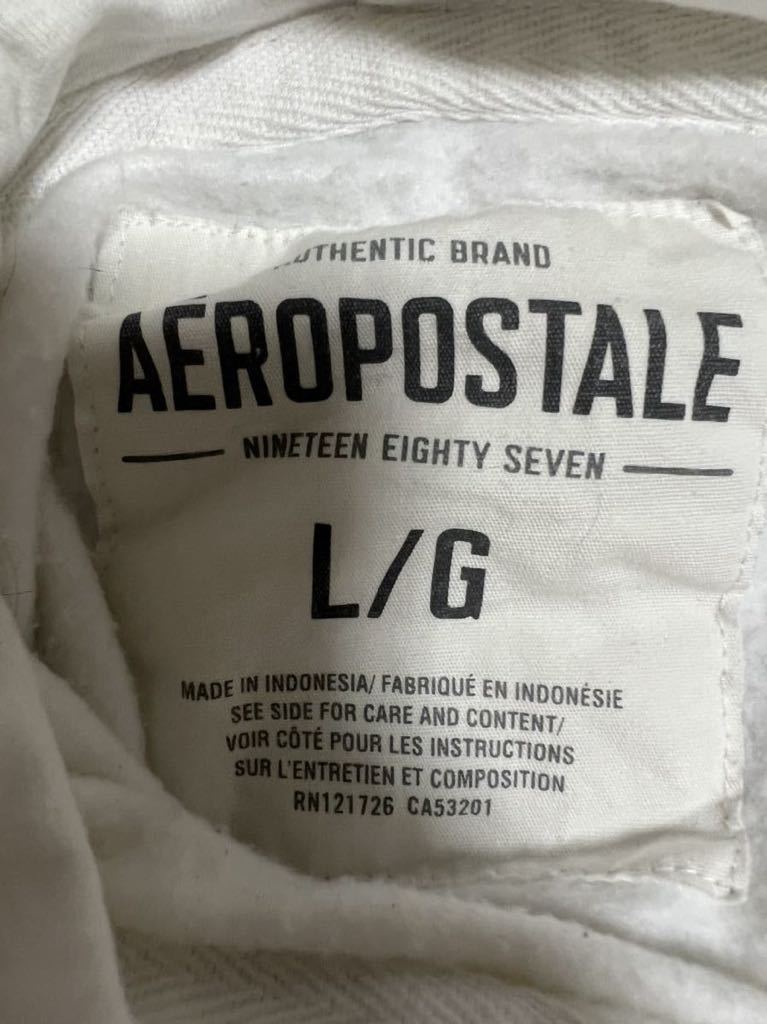 AUTHENTIC BRAND
AÉROPOSTALE
NINETEEN EIGHTY SEVEN
L/G
MADE IN INDONESIA/ FABRIQUÉ EN INDONÉSIE
SEE SIDE FOR CARE AND CONTENT/
VOIR CÔTÉ POUR LES INSTRUCTIONS
SUR L'ENTRETIEN ET COMPOSITION
RN121726 CA53201